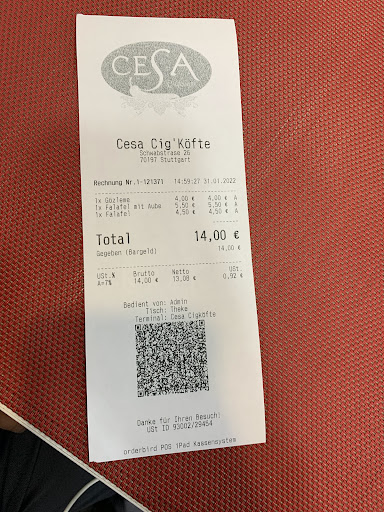 CESA
Cesa Cig'Köfte
Schwabstrasse 26
70197 Stuttgart
Rechnung Nr.1-121371 14:59:27 31.01.2022
1x Gözleme 4,00 € 4,00 € A
1x Falafel mit Aube 5,50 € 5,50 € A
1x Falafel 4,50 € 4,50 € A
Total 14,00 €
Gegeben (Bargeld) 14,00 €
USt.% Brutto Netto USt.
A=7% 14,00 € 13,08 € 0,92 €
Bedient von: Admin
Tisch: Theke
Terminal: Cesa Cigköfte
Danke für Ihren Besuch!
USt ID 93002/29454
orderbird POS iPad Kassensystem